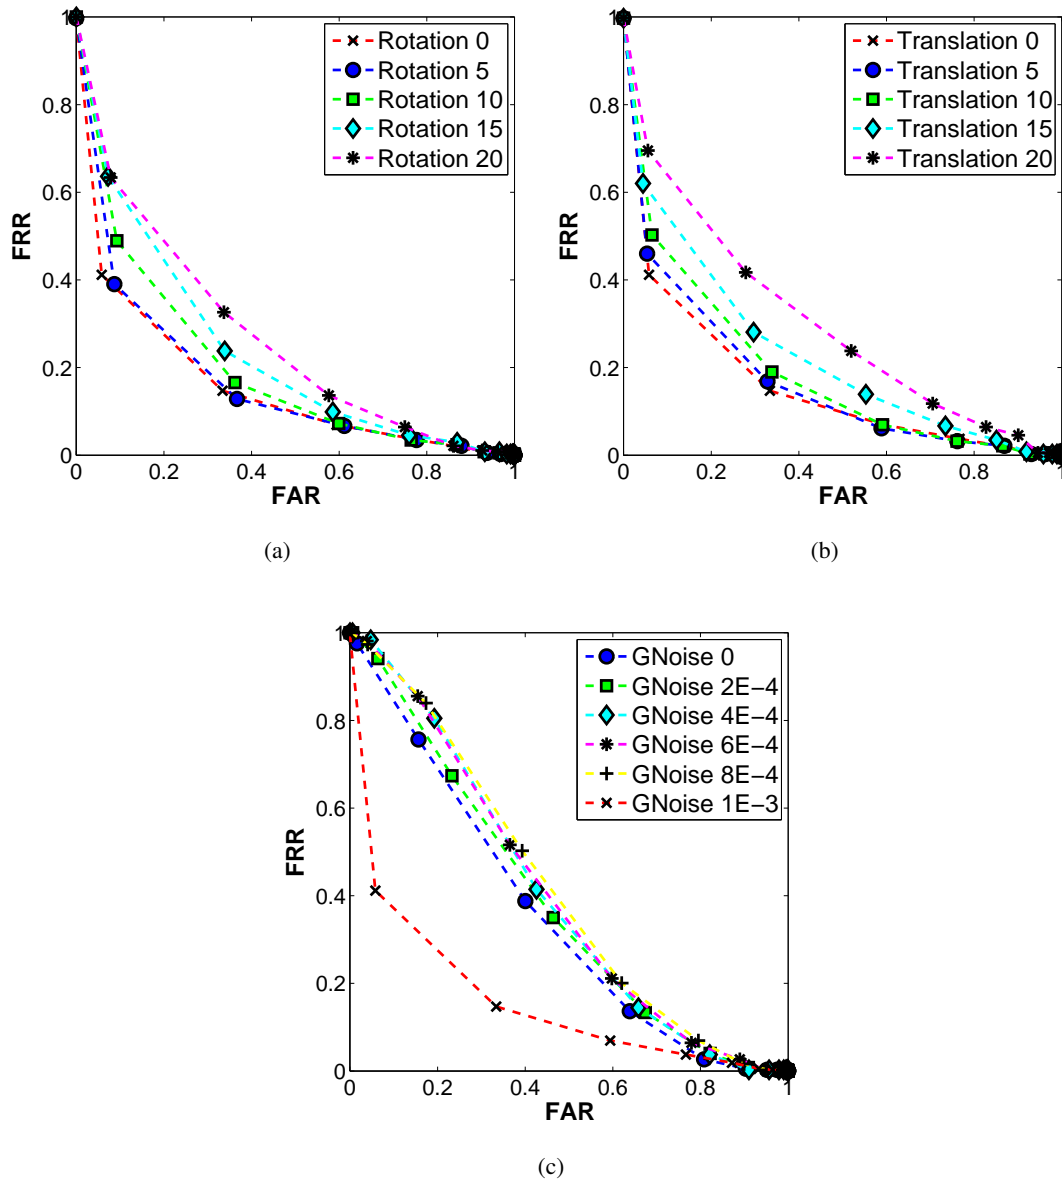 1
0.8
0.6
0.4
0.2
0
0
0.2
0.4
0.6
0.8
1
FRR
FAR
Rotation 0
Rotation 5
Rotation 10
Rotation 15
Rotation 20
(a)
1
0.8
0.6
0.4
0.2
0
0
0.2
0.4
0.6
0.8
1
FRR
FAR
Translation 0
Translation 5
Translation 10
Translation 15
Translation 20
(b)
1
0.8
0.6
0.4
0.2
0
0
0.2
0.4
0.6
0.8
1
FRR
FAR
GNoise 0
GNoise 2E−4
GNoise 4E−4
GNoise 6E−4
GNoise 8E−4
GNoise 1E−3
(c)